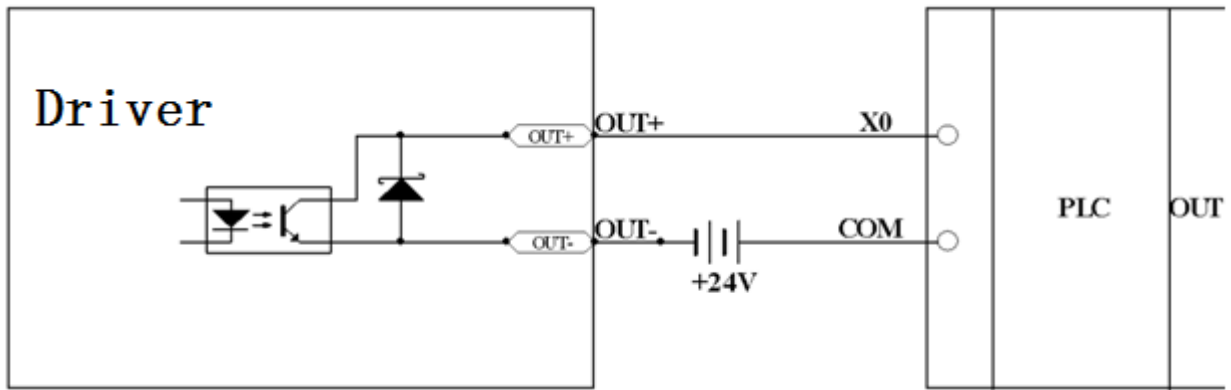 Driver
OUT+ OUT+ X0
PLC OUT
OUT- OUT- COM
+24V